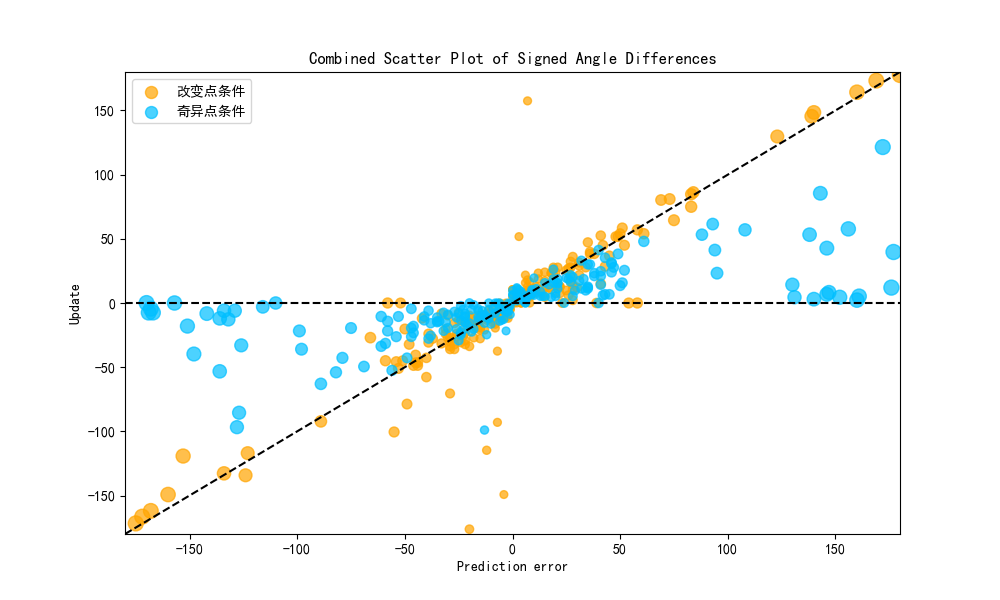 Combined Scatter Plot of Signed Angle Differences
改变点条件
奇异点条件
150
100
50
0
−50
−100
−150
Update
−150
−100
−50
0
50
100
150
Prediction error